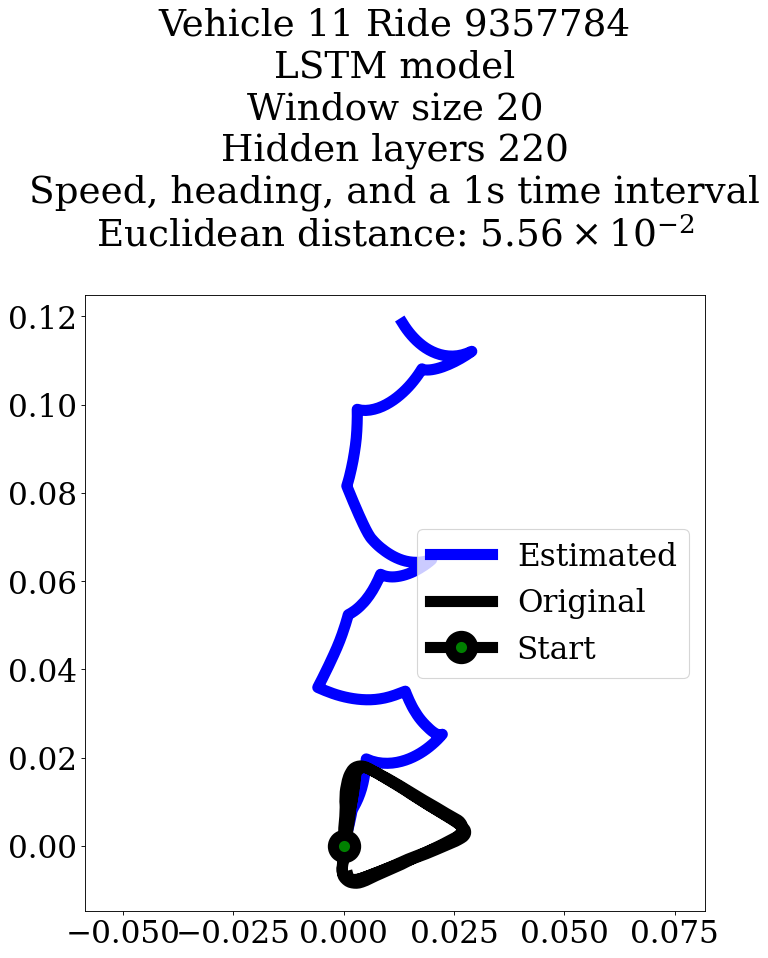 Vehicle 11 Ride 9357784
LSTM model
Window size 20
Hidden layers 220
Speed, heading, and a 1s time interval
Euclidean distance: 5.56 × 10⁻²
0.12
0.10
0.08
0.06
0.04
0.02
0.00
Estimated
Original
Start
−0.050 −0.025 0.000 0.025 0.050 0.075